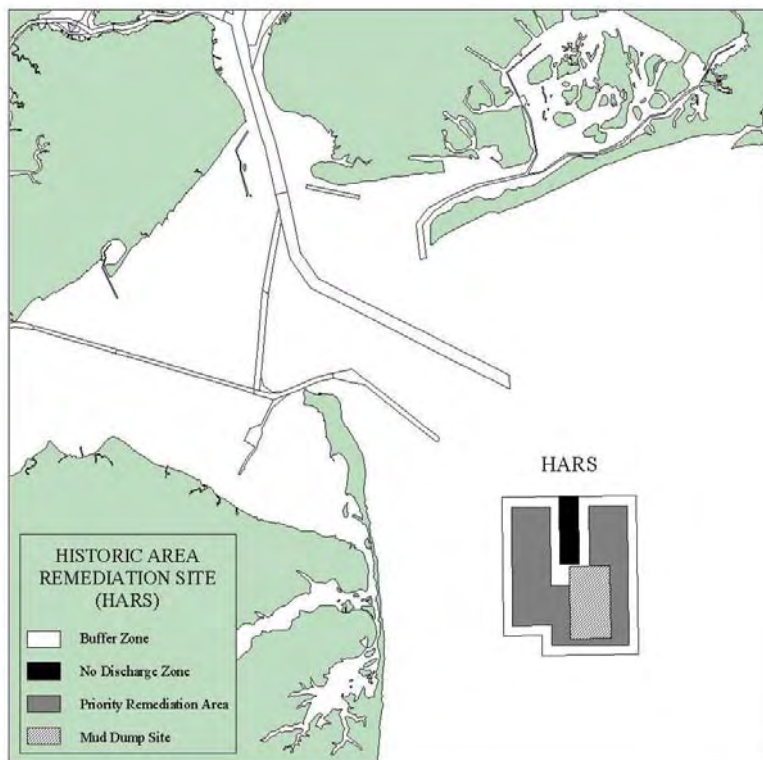 HARS
HISTORIC AREA
REMEDIATION SITE
(HARS)
Buffer Zone
No Discharge Zone
Priority Remediation Area
Mud Dump Site